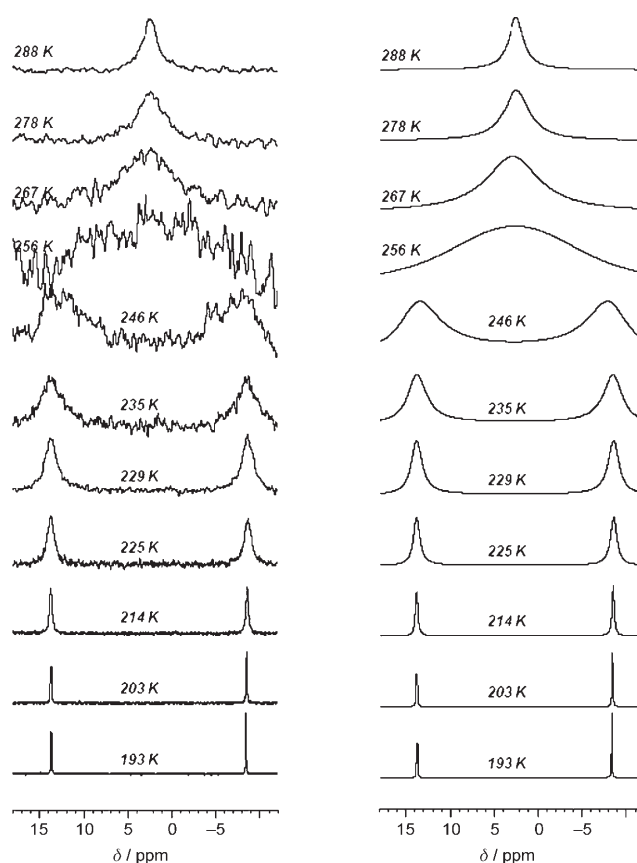 288 K
288 K
278 K
278 K
267 K
267 K
256 K
256 K
246 K
246 K
235 K
235 K
229 K
229 K
225 K
225 K
214 K
214 K
203 K
203 K
193 K
193 K
15 10 5 0 −5
15 10 5 0 −5
δ / ppm
δ / ppm